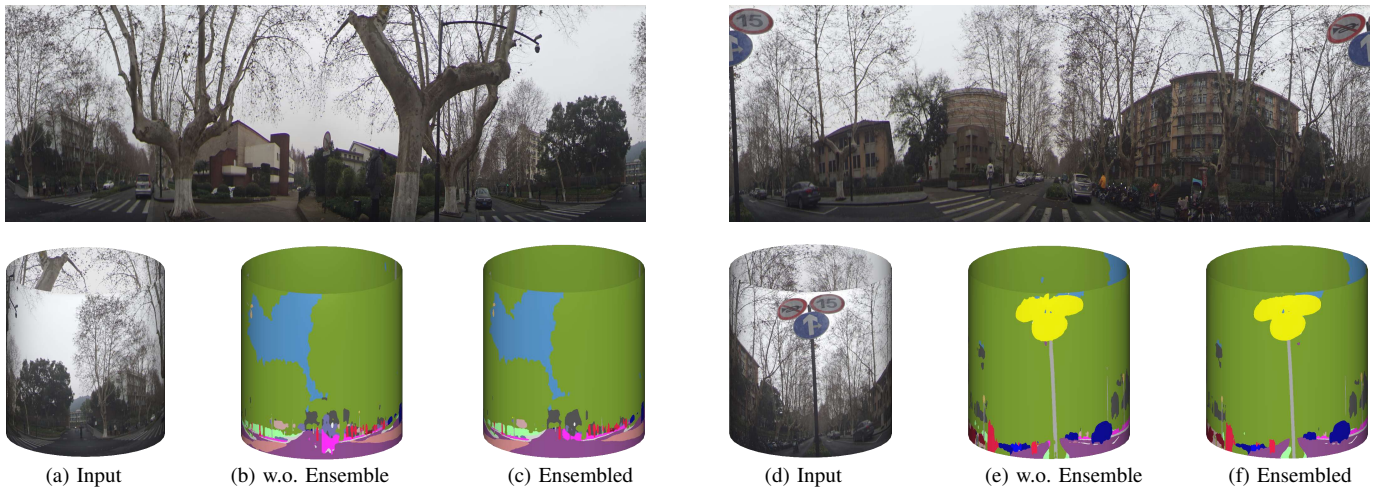 15
15
(a) Input
(b) w.o. Ensemble
(c) Ensembled
(d) Input
(e) w.o. Ensemble
(f) Ensembled